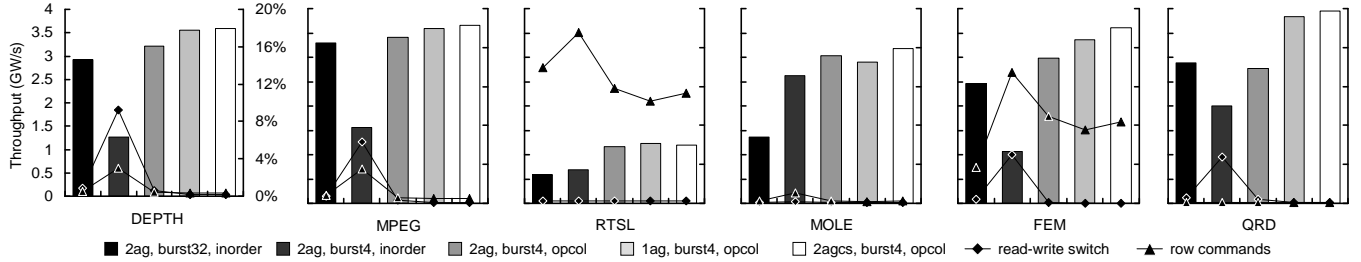 Throughput (GW/s)
4
3.5
3
2.5
2
1.5
1
0.5
0
20%
16%
12%
8%
4%
0%
DEPTH
MPEG
RTSL
MOLE
FEM
QRD
2ag, burst32, inorder
2ag, burst4, inorder
2ag, burst4, opcol
1ag, burst4, opcol
2agcs, burst4, opcol
read-write switch
row commands